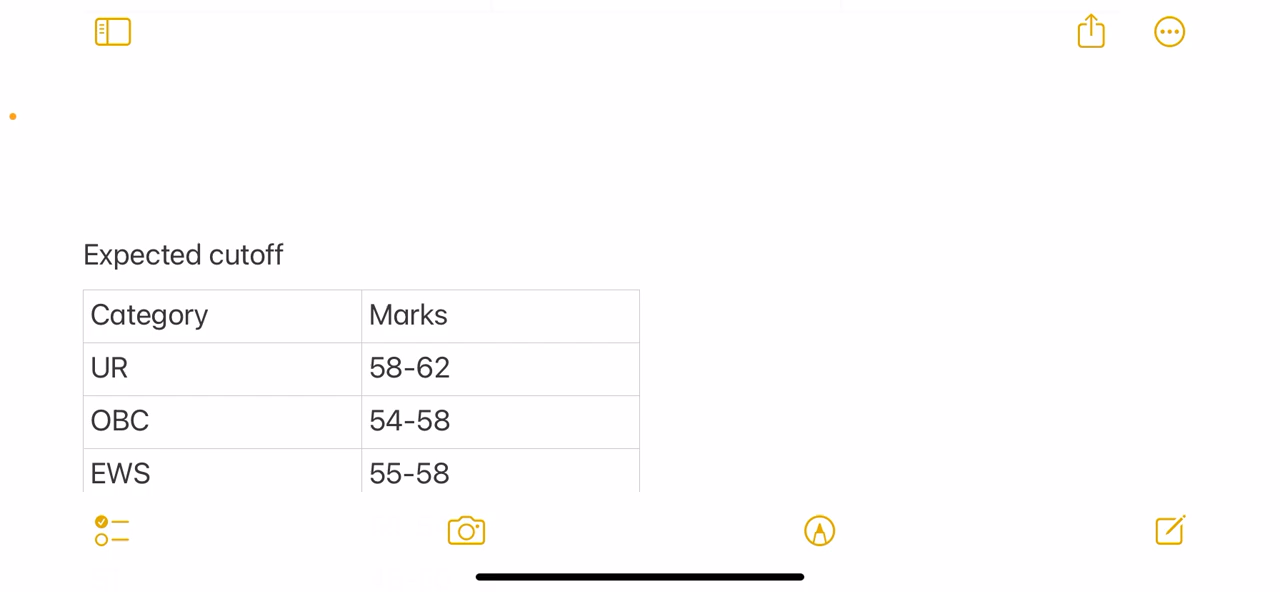 Expected cutoff
Category Marks
UR 58-62
OBC 54-58
EWS 55-58